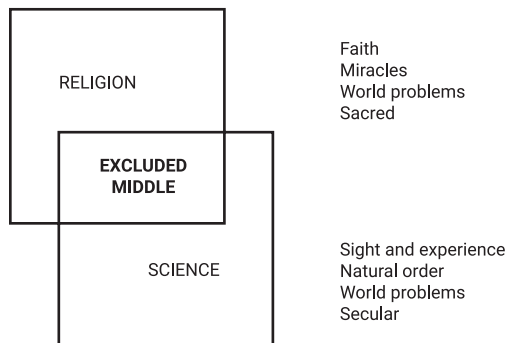 RELIGION
Faith
Miracles
World problems
Sacred
EXCLUDED
MIDDLE
SCIENCE
Sight and experience
Natural order
World problems
Secular